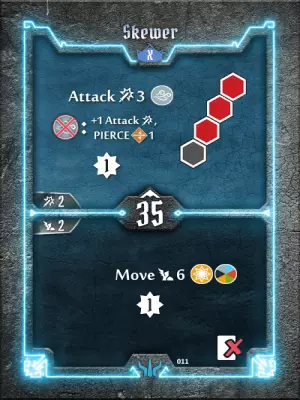 Skewer
X
Attack 3
+1 Attack ,
PIERCE 1
1
2
35
2
Move 6
1
011